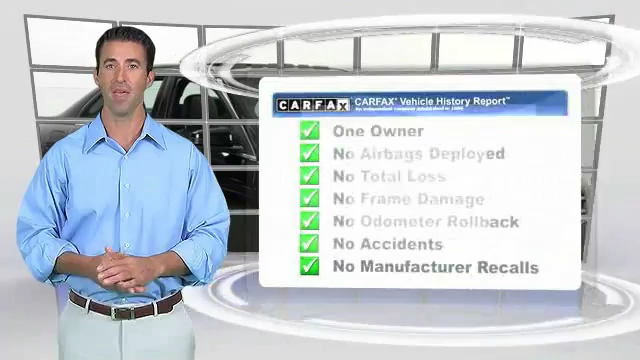 CARFAX CARFAX® Vehicle History Report™
One Owner
No Airbags Deployed
No Total Loss
No Frame Damage
No Odometer Rollback
No Accidents
No Manufacturer Recalls